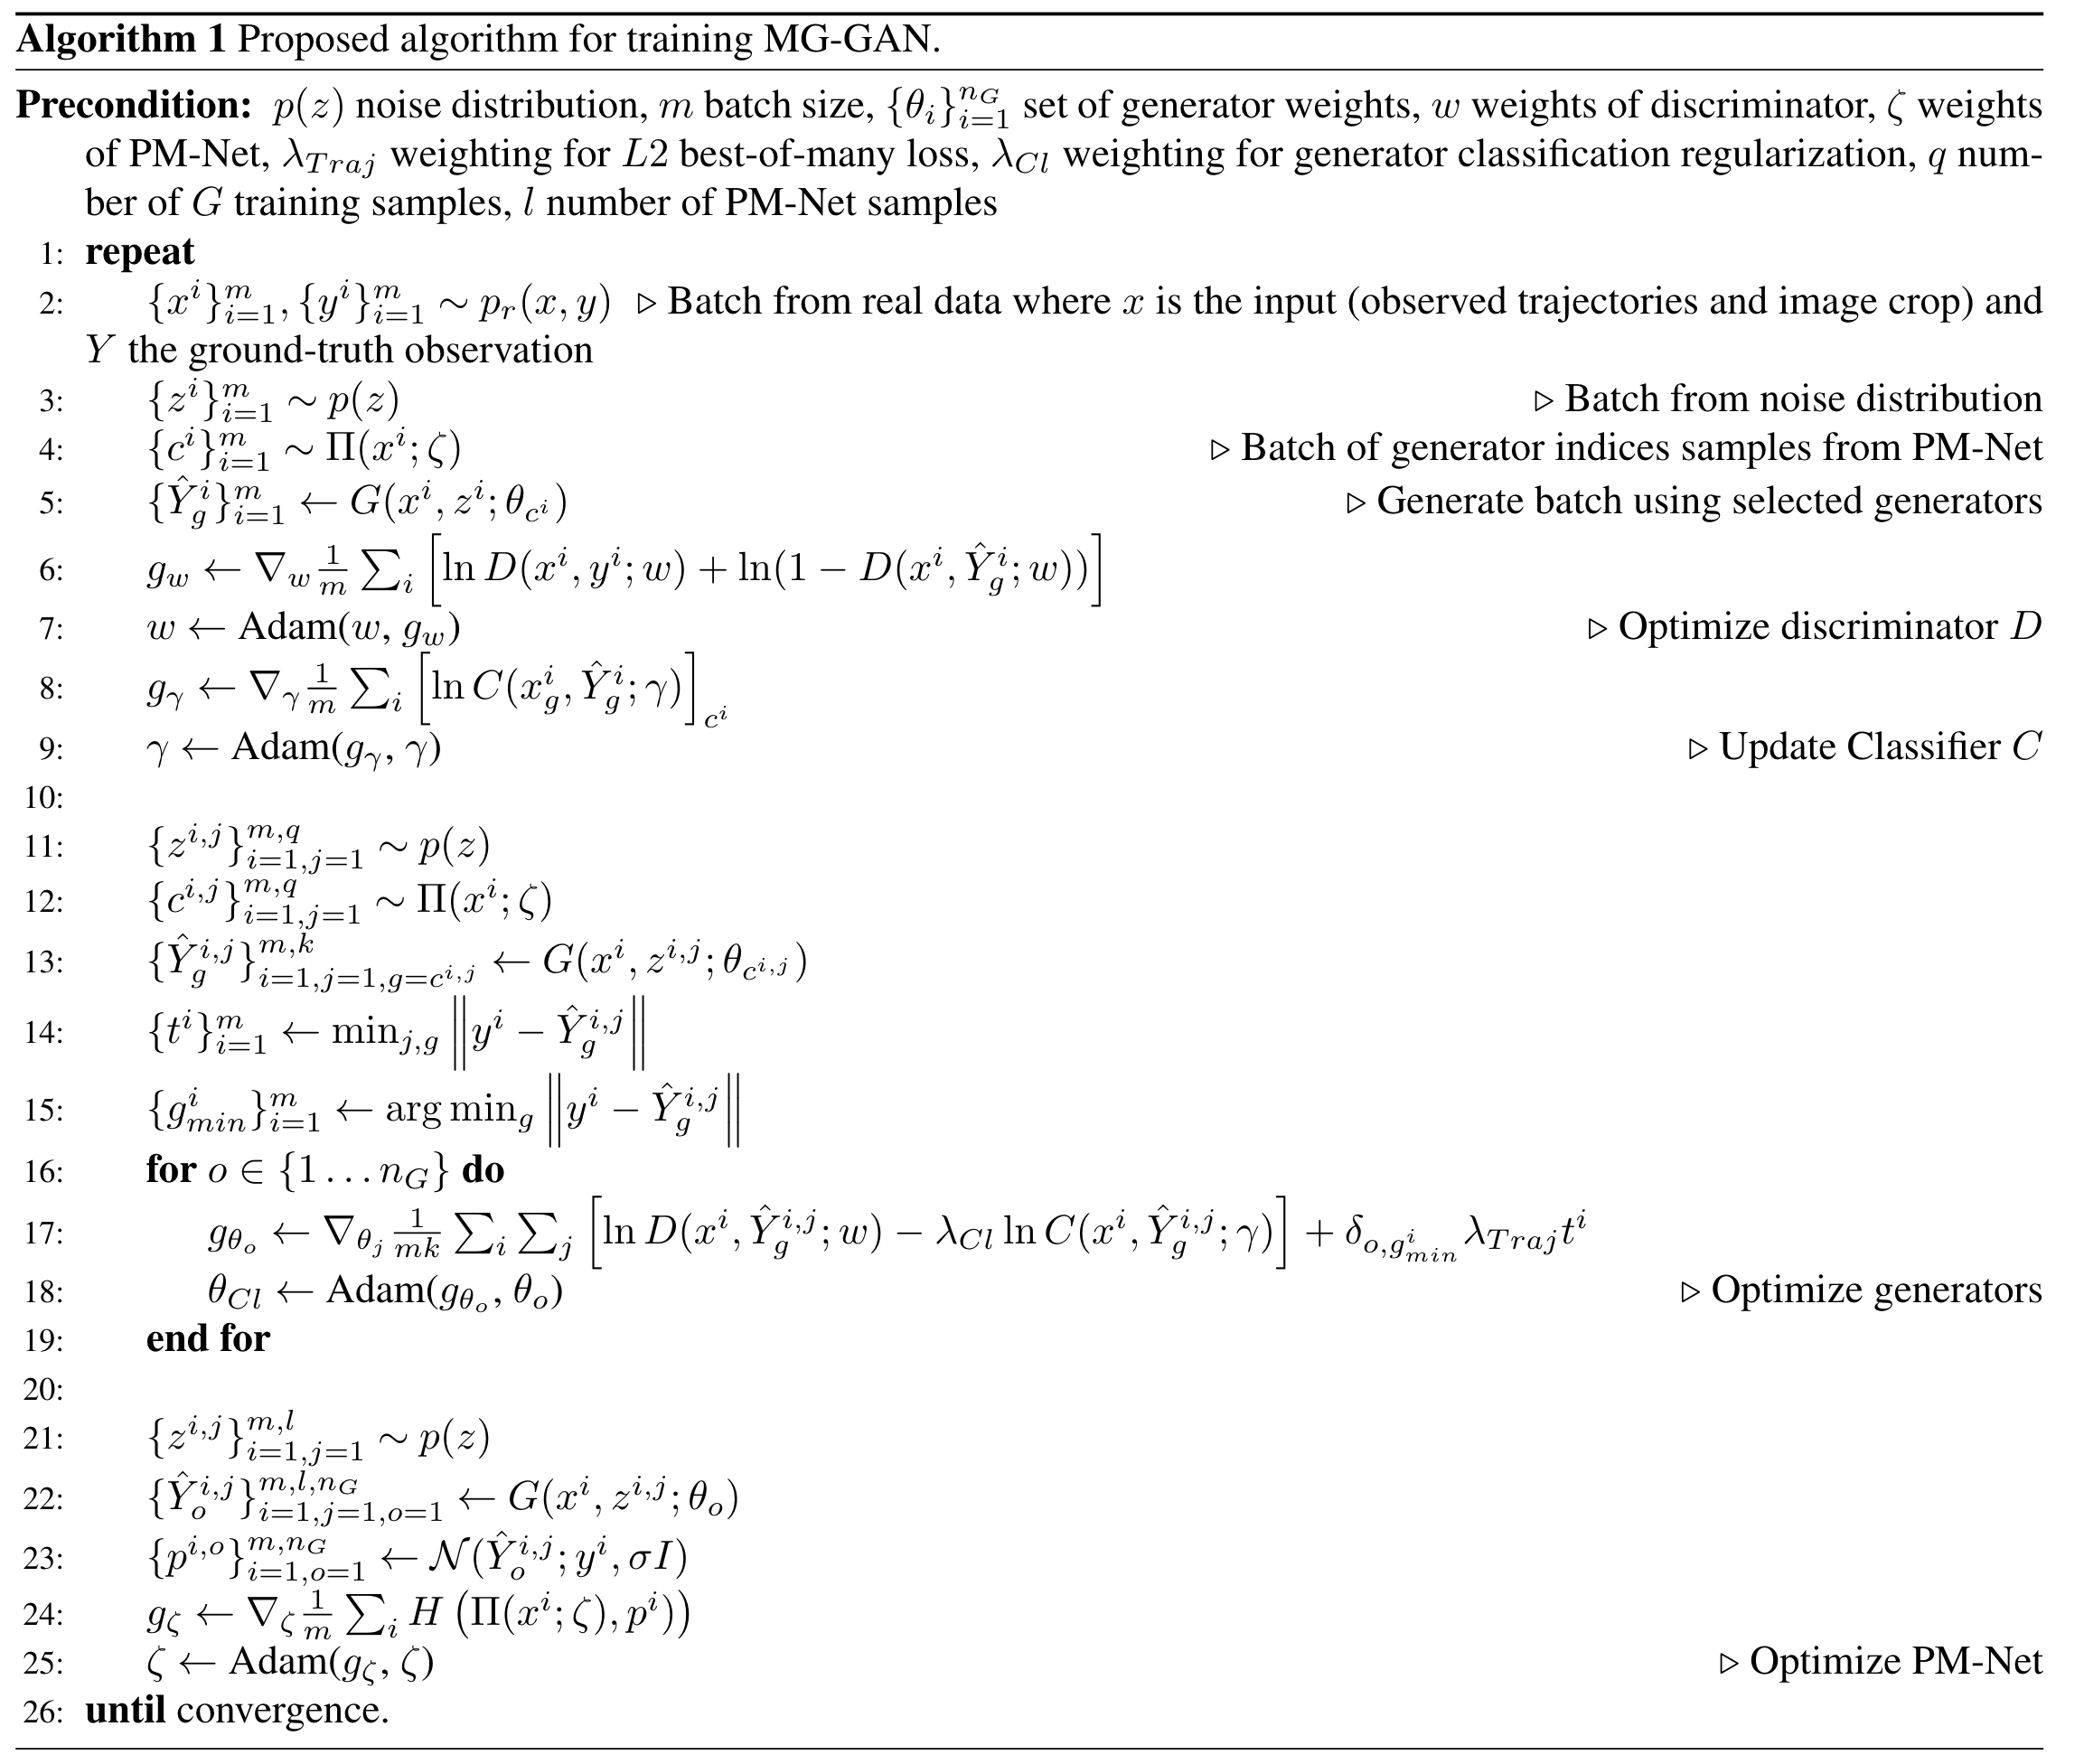 Algorithm 1 Proposed algorithm for training MG-GAN.
Precondition: $p(z)$ noise distribution, $m$ batch size, $\{\theta_i\}_{i=1}^{n_G}$ set of generator weights, $w$ weights of discriminator, $\zeta$ weights
of PM-Net, $\lambda_{Traj}$ weighting for $L2$ best-of-many loss, $\lambda_{Cl}$ weighting for generator classification regularization, $q$ num-
ber of $G$ training samples, $l$ number of PM-Net samples
1: repeat
2: $\{x^i\}_{i=1}^m, \{y^i\}_{i=1}^m \sim p_r(x, y)$ ▷ Batch from real data where $x$ is the input (observed trajectories and image crop) and
$Y$ the ground-truth observation
3: $\{z^i\}_{i=1}^m \sim p(z)$ ▷ Batch from noise distribution
4: $\{c^i\}_{i=1}^m \sim \Pi(x^i; \zeta)$ ▷ Batch of generator indices samples from PM-Net
5: $\{\hat{Y}_g^i\}_{i=1}^m \leftarrow G(x^i, z^i; \theta_{c^i})$ ▷ Generate batch using selected generators
6: $g_w \leftarrow \nabla_w \frac{1}{m} \sum_i \left[ \ln D(x^i, y^i; w) + \ln(1 - D(x^i, \hat{Y}_g^i; w)) \right]$
7: $w \leftarrow$ Adam($w$, $g_w$) ▷ Optimize discriminator $D$
8: $g_\gamma \leftarrow \nabla_\gamma \frac{1}{m} \sum_i \left[ \ln C(x_g^i, \hat{Y}_g^i; \gamma) \right]_{c^i}$
9: $\gamma \leftarrow$ Adam($g_\gamma$, $\gamma$) ▷ Update Classifier $C$
10:
11: $\{z^{i,j}\}_{i=1,j=1}^{m,q} \sim p(z)$
12: $\{c^{i,j}\}_{i=1,j=1}^{m,q} \sim \Pi(x^i; \zeta)$
13: $\{\hat{Y}_g^{i,j}\}_{i=1,j=1,g=c^{i,j}}^{m,k} \leftarrow G(x^i, z^{i,j}; \theta_{c^{i,j}})$
14: $\{t^i\}_{i=1}^m \leftarrow \min_{j,g} \left\| y^i - \hat{Y}_g^{i,j} \right\|$
15: $\{g_{min}^i\}_{i=1}^m \leftarrow \arg\min_g \left\| y^i - \hat{Y}_g^{i,j} \right\|$
16: for $o \in \{1 \ldots n_G\}$ do
17: $g_{\theta_o} \leftarrow \nabla_{\theta_j} \frac{1}{mk} \sum_i \sum_j \left[ \ln D(x^i, \hat{Y}_g^{i,j}; w) - \lambda_{Cl} \ln C(x^i, \hat{Y}_g^{i,j}; \gamma) \right] + \delta_{o,g_{min}^i} \lambda_{Traj} t^i$
18: $\theta_{Cl} \leftarrow$ Adam($g_{\theta_o}$, $\theta_o$) ▷ Optimize generators
19: end for
20:
21: $\{z^{i,j}\}_{i=1,j=1}^{m,l} \sim p(z)$
22: $\{\hat{Y}_o^{i,j}\}_{i=1,j=1,o=1}^{m,l,n_G} \leftarrow G(x^i, z^{i,j}; \theta_o)$
23: $\{p^{i,o}\}_{i=1,o=1}^{m,n_G} \leftarrow \mathcal{N}(\hat{Y}_o^{i,j}; y^i, \sigma I)$
24: $g_\zeta \leftarrow \nabla_\zeta \frac{1}{m} \sum_i H \left( \Pi(x^i; \zeta), p^i) \right)$
25: $\zeta \leftarrow$ Adam($g_\zeta$, $\zeta$) ▷ Optimize PM-Net
26: until convergence.